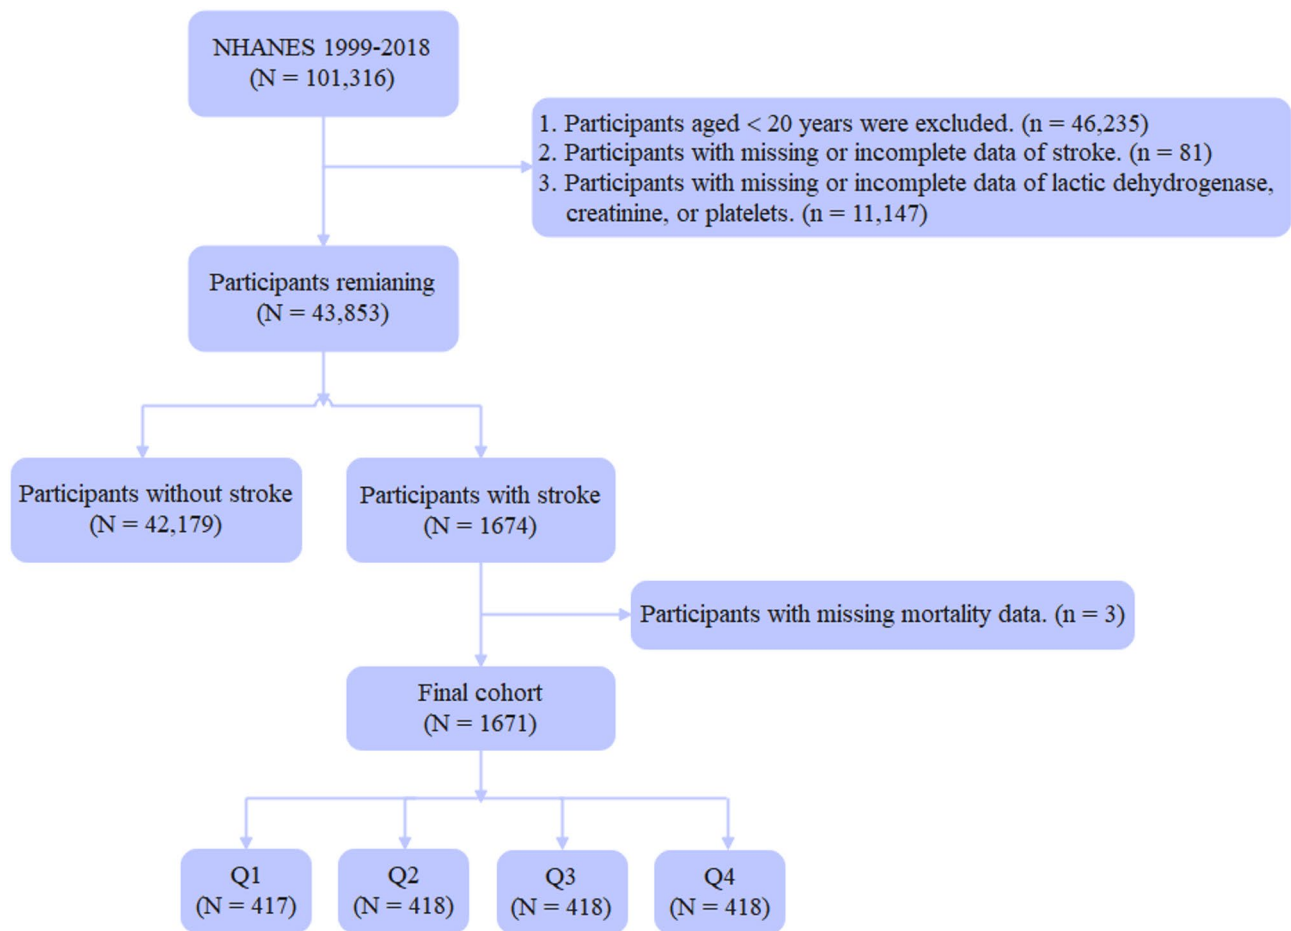 NHANES 1999-2018
(N = 101,316)
1. Participants aged < 20 years were excluded. (n = 46,235)
2. Participants with missing or incomplete data of stroke. (n = 81)
3. Participants with missing or incomplete data of lactic dehydrogenase,
creatinine, or platelets. (n = 11,147)
Participants remianing
(N = 43,853)
Participants without stroke
(N = 42,179)
Participants with stroke
(N = 1674)
Participants with missing mortality data. (n = 3)
Final cohort
(N = 1671)
Q1
(N = 417)
Q2
(N = 418)
Q3
(N = 418)
Q4
(N = 418)